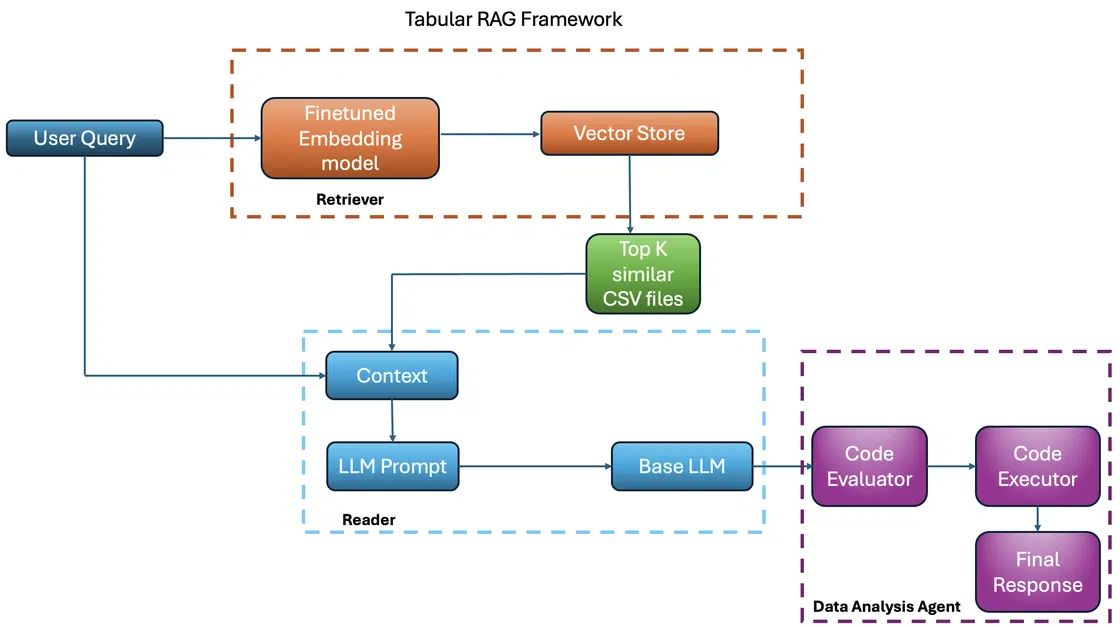 Tabular RAG Framework
User Query
Finetuned
Embedding
model
Vector Store
Retriever
Top K
similar
CSV files
Context
LLM Prompt
Base LLM
Reader
Code
Evaluator
Code
Executor
Final
Response
Data Analysis Agent